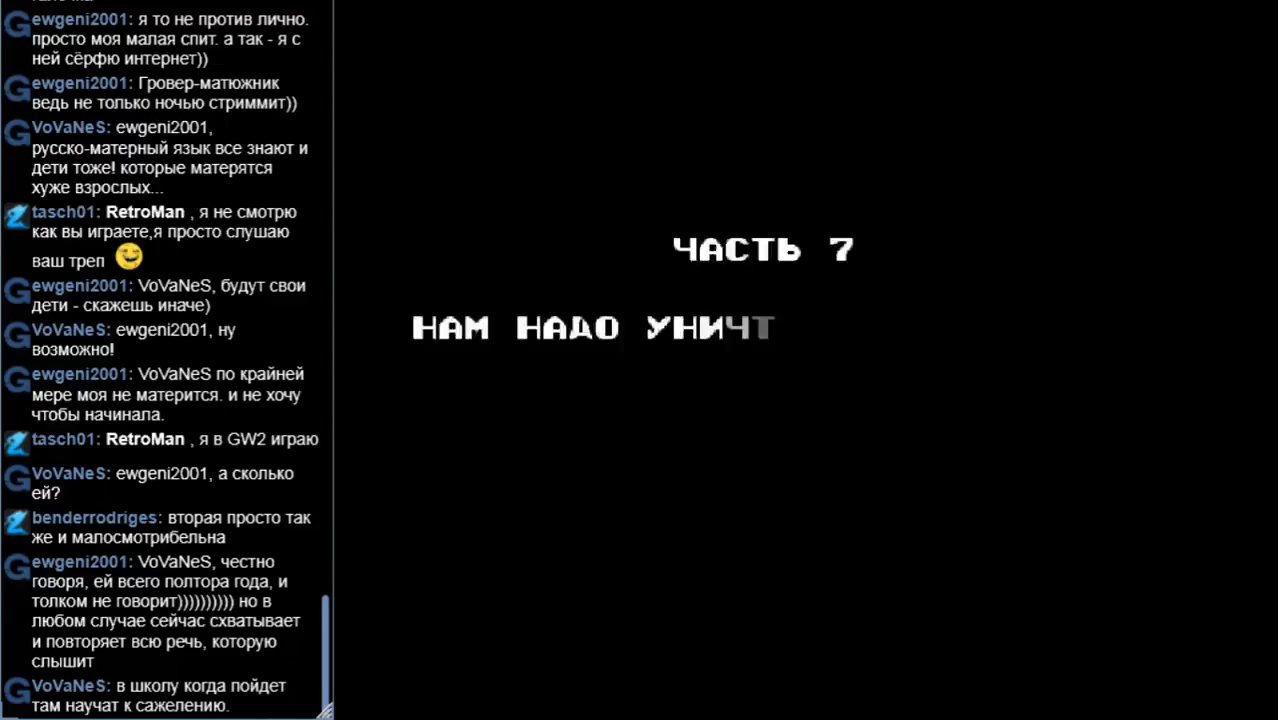 ewgeni2001: я то не против лично.
просто моя малая спит. а так - я с
ней сёрфю интернет))
ewgeni2001: Гровер-матюжник
ведь не только ночью стриммит))
VoVaNeS: ewgeni2001,
русско-матерный язык все знают и
дети тоже! которые матерятся
хуже взрослых...
tasch01: RetroMan , я не смотрю
как вы играете,я просто слушаю
ваш треп
ewgeni2001: VoVaNeS, будут свои
дети - скажешь иначе)
VoVaNeS: ewgeni2001, ну
возможно!
ewgeni2001: VoVaNeS по крайней
мере моя не матерится. и не хочу
чтобы начинала.
tasch01: RetroMan , я в GW2 играю
VoVaNeS: ewgeni2001, а сколько
ей?
benderrodriges: вторая просто так
же и малосмотрибельна
ewgeni2001: VoVaNeS, честно
говоря, ей всего полтора года, и
толком не говорит)))))))))) но в
любом случае сейчас схватывает
и повторяет всю речь, которую
слышит
VoVaNeS: в школу когда пойдет
там научат к сажелению.
ЧАСТЬ 7
НАМ НАДО УНИЧТ